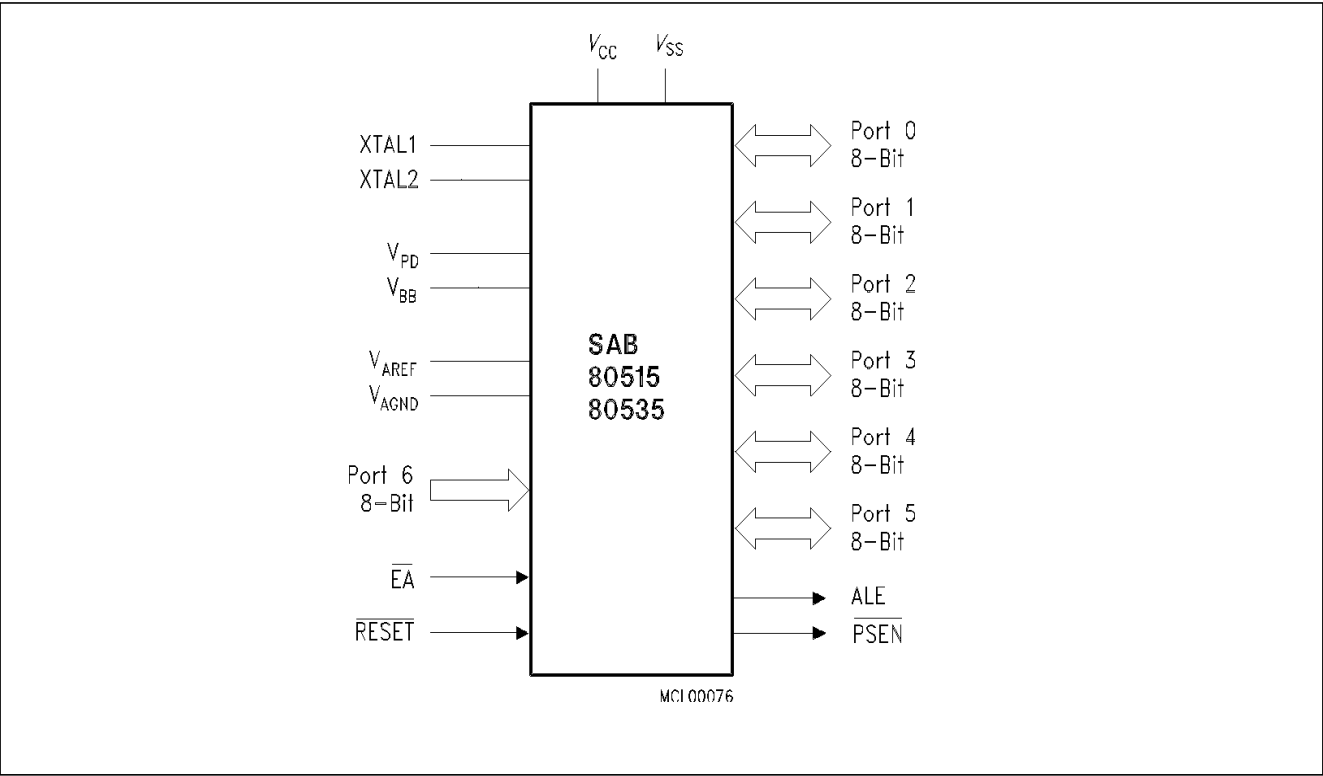 VCC VSS
XTAL1
XTAL2
VPD
VBB
VAREF
VAGND
Port 6
8-Bit
EA
RESET
SAB
80515
80535
Port 0
8-Bit
Port 1
8-Bit
Port 2
8-Bit
Port 3
8-Bit
Port 4
8-Bit
Port 5
8-Bit
ALE
PSEN
MCL00076